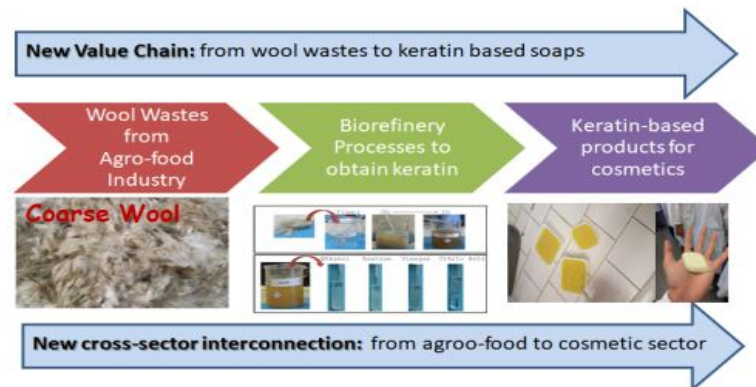 New Value Chain: from wool wastes to keratin based soaps
Wool Wastes
from
Agro-food
Industry
Biorefinery
Processes to
obtain keratin
Keratin-based
products for
cosmetics
Coarse Wool
Ethanol Acetone Vinegar Citric Acid
New cross-sector interconnection: from agroo-food to cosmetic sector